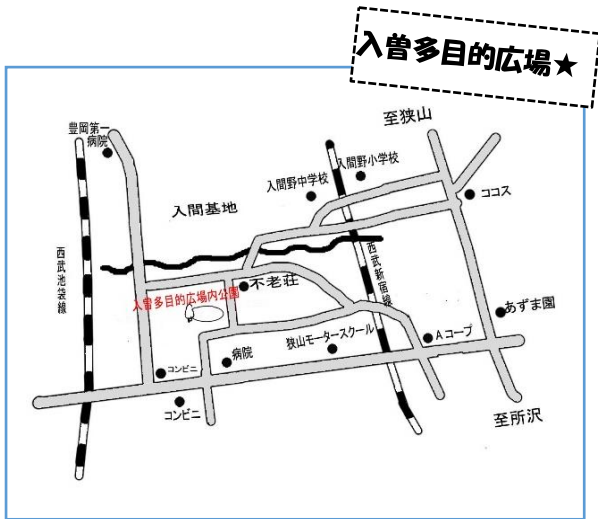 入曽多目的広場★
至狭山
豊岡第一
病院
入間野小学校
入間野中学校
ココス
入間基地
西武池袋線
西武新宿線
不老荘
入曽多目的広場内公園
あずま園
狭山モータースクール
Aコープ
病院
コンビニ
コンビニ
至所沢